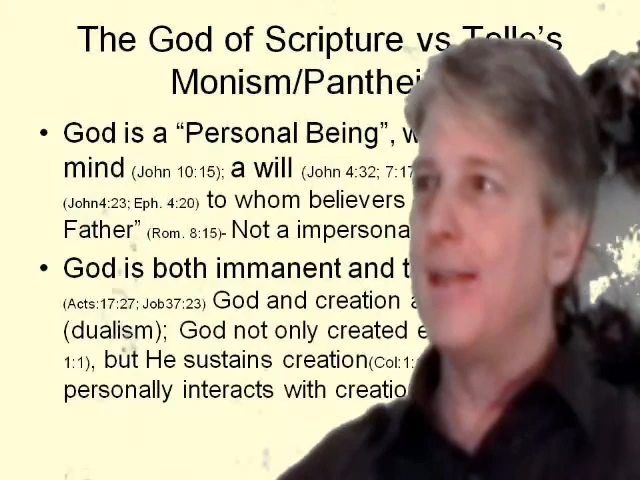 The God of Scripture vs Tolle's
Monism/Panthei
• God is a "Personal Being", w
mind (John 10:15); a will (John 4:32; 7:17
(John4:23; Eph. 4:20) to whom believers
Father" (Rom. 8:15)- Not a impersona
• God is both immanent and t
(Acts:17:27; Job37:23) God and creation a
(dualism); God not only created e
1:1), but He sustains creation(Col:1:
personally interacts with creatio